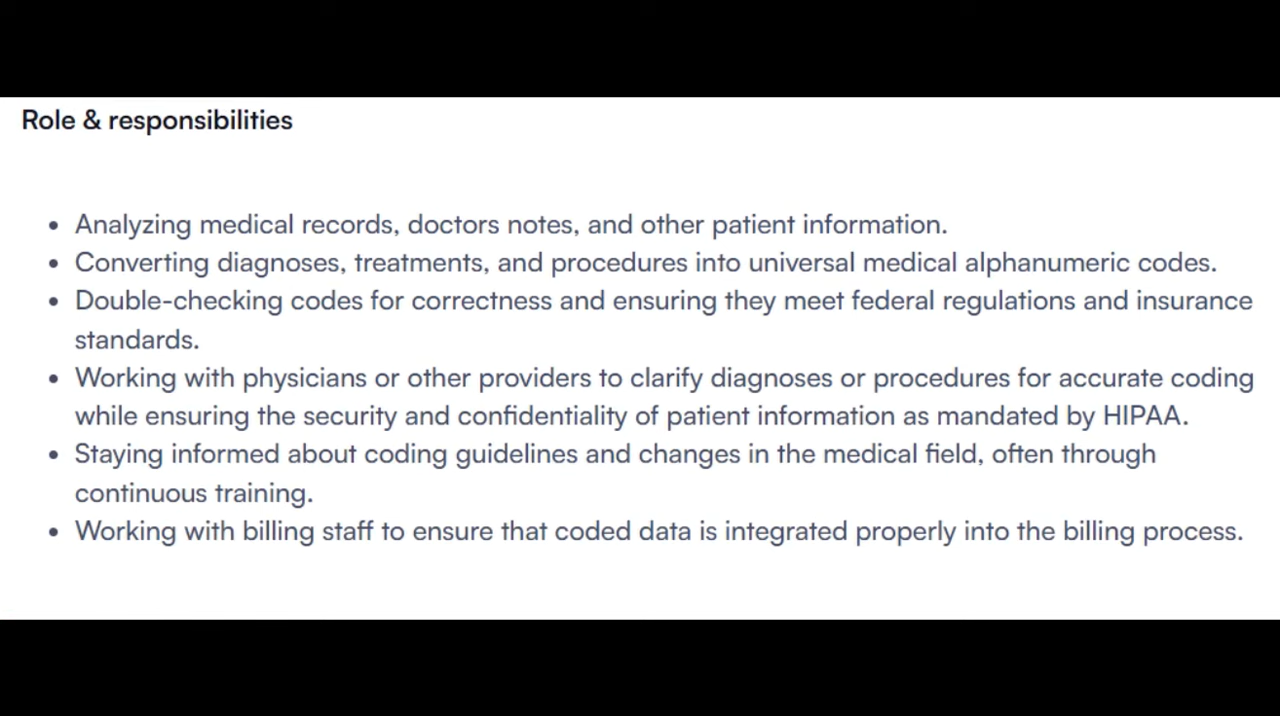 Role & responsibilities
• Analyzing medical records, doctors notes, and other patient information.
• Converting diagnoses, treatments, and procedures into universal medical alphanumeric codes.
• Double-checking codes for correctness and ensuring they meet federal regulations and insurance
standards.
• Working with physicians or other providers to clarify diagnoses or procedures for accurate coding
while ensuring the security and confidentiality of patient information as mandated by HIPAA.
• Staying informed about coding guidelines and changes in the medical field, often through
continuous training.
• Working with billing staff to ensure that coded data is integrated properly into the billing process.